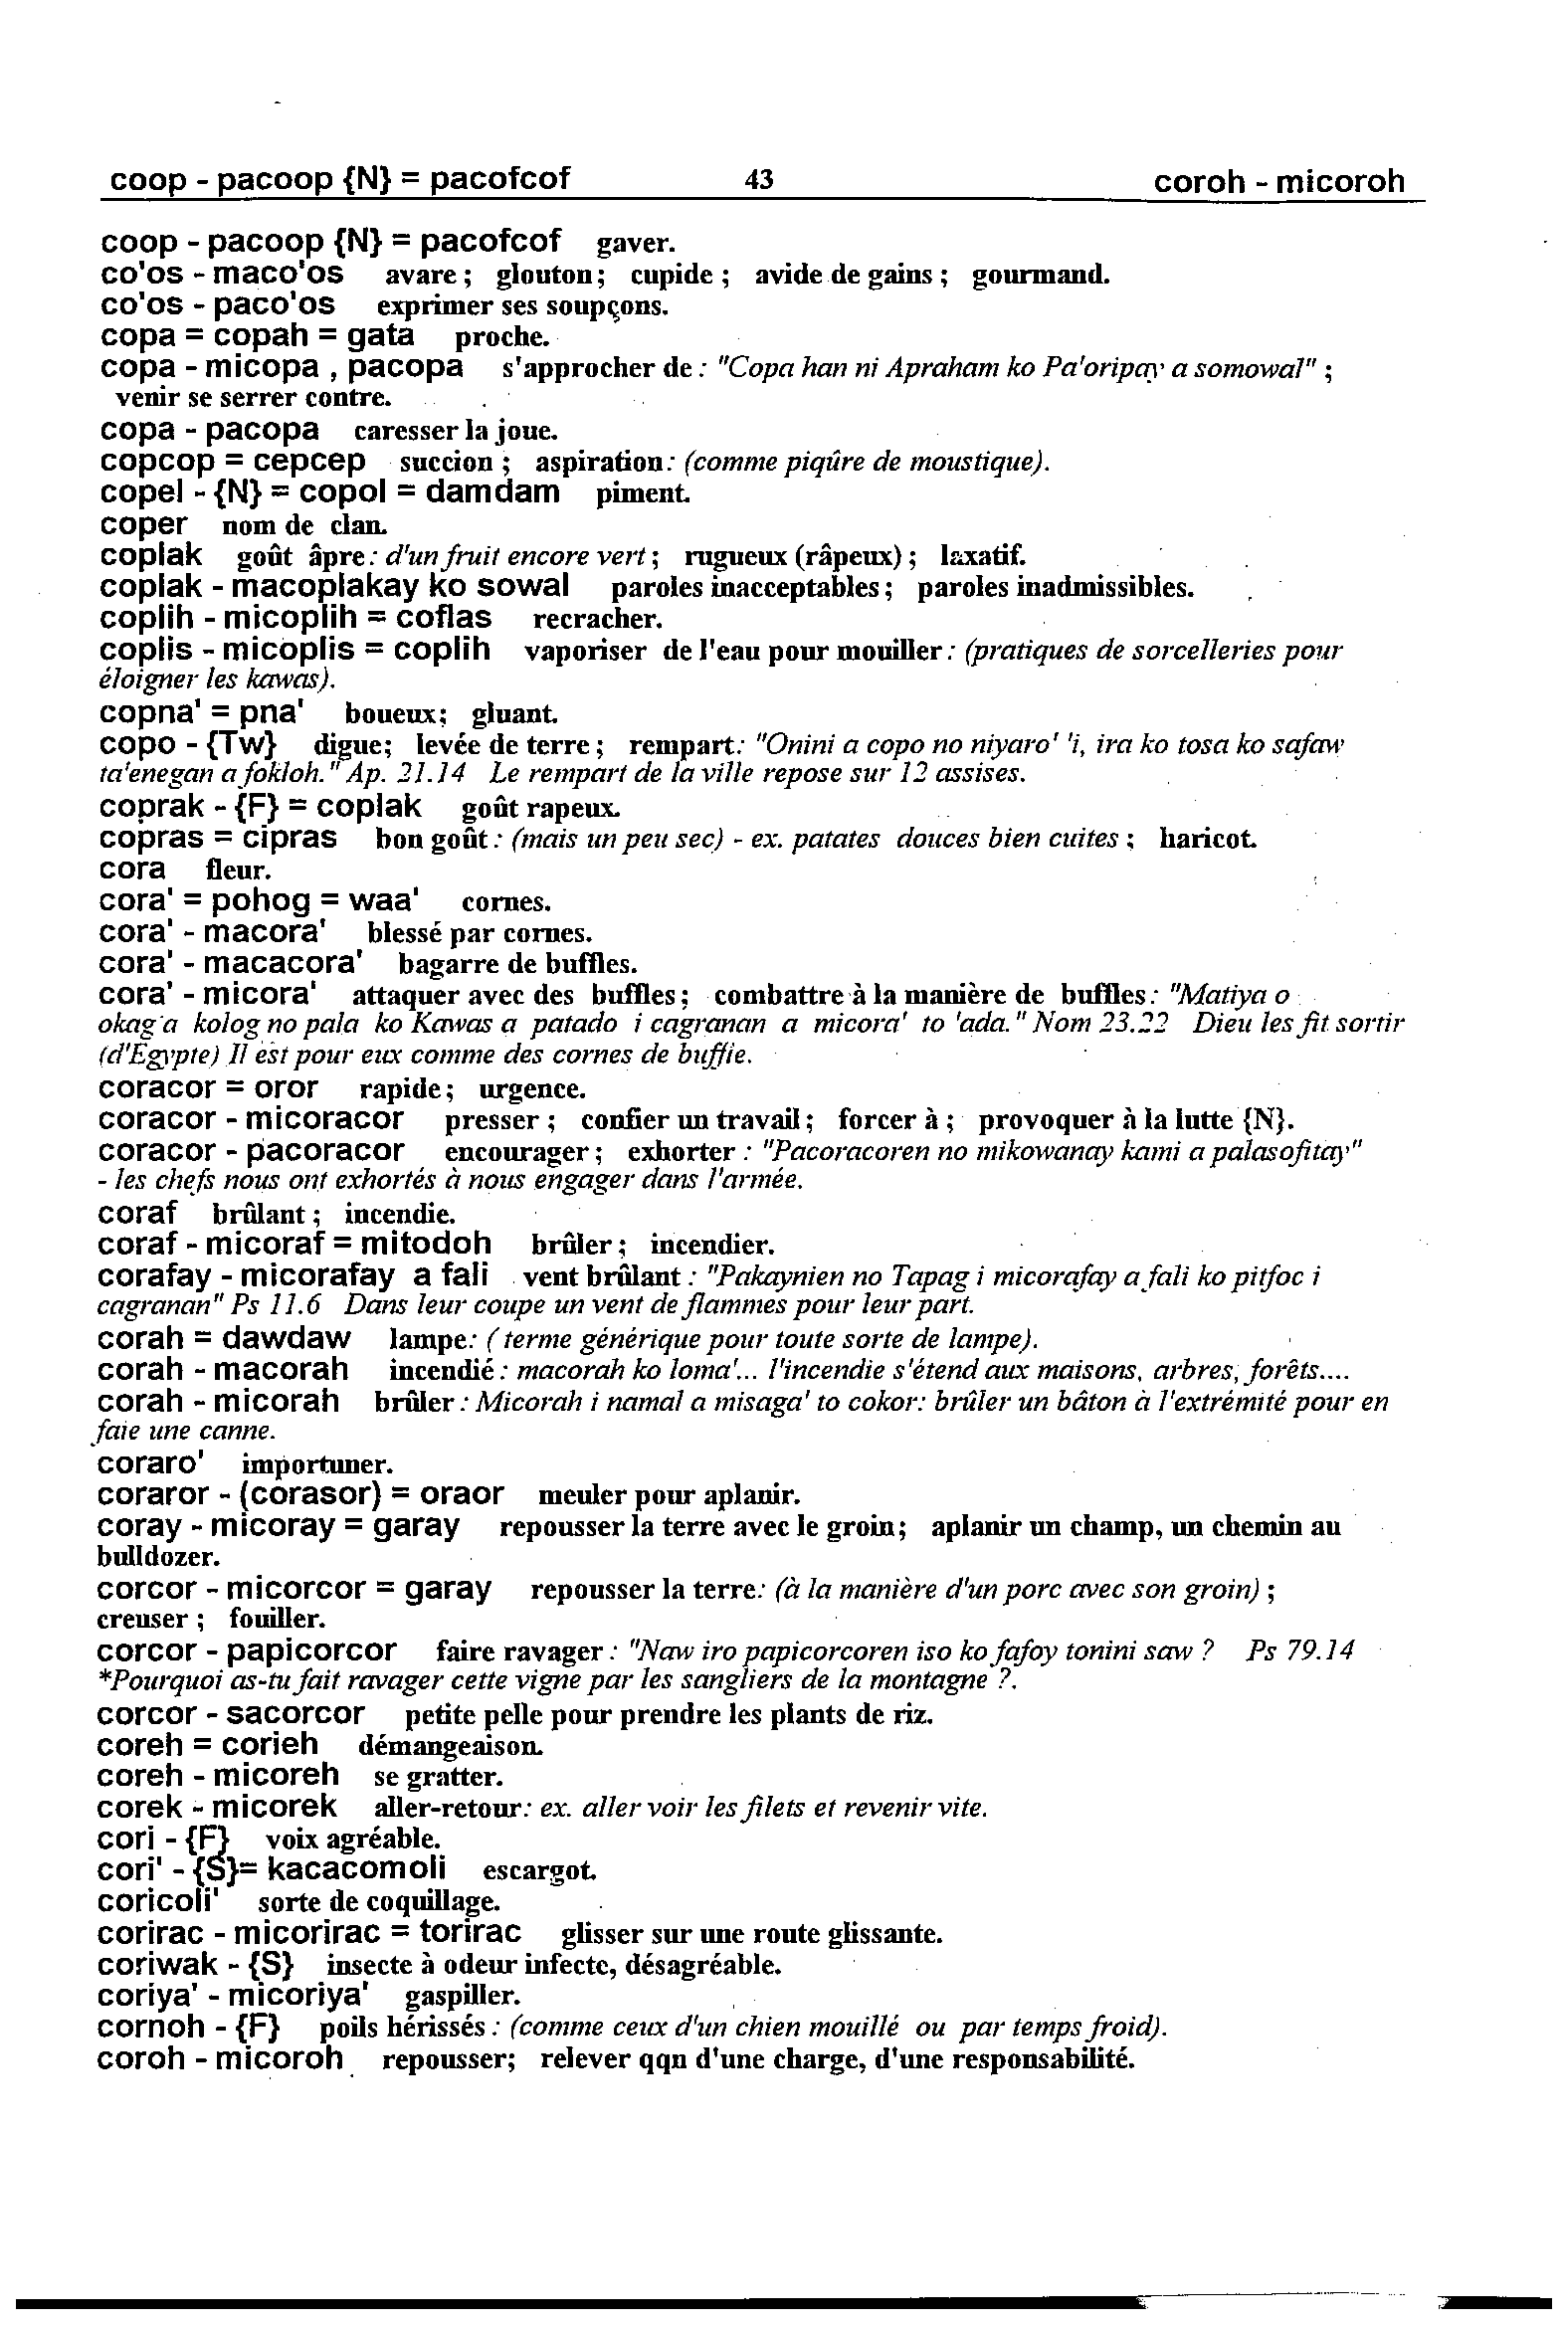 coop - pacoop {N} = pacofcof 43 coroh - micoroh
coop - pacoop {N} = pacofcof gaver.
co'os - maco'os avare ; glouton ; cupide ; avide de gains ; gourmand.
co'os - paco'os exprimer ses soupçons.
copa = copah = gata proche.
copa - micopa , pacopa s'approcher de : "Copa han ni Apraham ko Pa'oripay a somowal" ;
venir se serrer contre.
copa - pacopa caresser la joue.
copcop = cepcep succion ; aspiration : (comme piqûre de moustique).
copel - {N} = copol = damdam piment.
coper nom de clan.
coplak goût âpre : d'un fruit encore vert ; rugueux (râpeux) ; laxatif.
coplak - macoplakay ko sowal paroles inacceptables ; paroles inadmissibles.
coplih - micoplih = coflas recracher.
coplis - micoplis = coplih vaporiser de l'eau pour mouiller : (pratiques de sorcelleries pour
éloigner les kawas).
copna' = pna' boueux ; gluant.
copo - {Tw} digue ; levée de terre ; rempart : "Onini a copo no niyaro' 'i, ira ko tosa ko safaw
ta'enegan a fokloh." Ap. 21.14 Le rempart de la ville repose sur 12 assises.
coprak - {F} = coplak goût rapeux.
copras = cipras bon goût : (mais un peu sec) - ex. patates douces bien cuites ; haricot.
cora fleur.
cora' = pohog = waa' cornes.
cora' - macora' blessé par cornes.
cora' - macacora' bagarre de buffles.
cora' - micora' attaquer avec des buffles ; combattre à la manière de buffles : "Matiya o
okag'a kolog no pala ko Kawas a patado i cagranan a micora' to 'ada." Nom 23.22 Dieu les fit sortir
(d'Egypte) Il est pour eux comme des cornes de buffie.
coracor = oror rapide ; urgence.
coracor - micoracor presser ; confier un travail ; forcer à ; provoquer à la lutte {N}.
coracor - pacoracor encourager ; exhorter : "Pacoracoren no mikowanay kami a palasofitay"
- les chefs nous ont exhortés à nous engager dans l'armée.
coraf brûlant ; incendie.
coraf - micoraf = mitodoh brûler ; incendier.
corafay - micorafay a fali vent brûlant : "Pakaynien no Tapag i micorafay a fali ko pitfoc i
cagranan" Ps 11.6 Dans leur coupe un vent de flammes pour leur part.
corah = dawdaw lampe : ( terme générique pour toute sorte de lampe).
corah - macorah incendié : macorah ko loma'... l'incendie s'étend aux maisons, arbres, forêts....
corah - micorah brûler : Micorah i namal a misaga' to cokor: brûler un bâton à l'extrémité pour en
faie une canne.
coraro' importuner.
coraror - (corasor) = oraor meuler pour aplanir.
coray - micoray = garay repousser la terre avec le groin ; aplanir un champ, un chemin au
bulldozer.
corcor - micorcor = garay repousser la terre : (à la manière d'un porc avec son groin) ;
creuser ; fouiller.
corcor - papicorcor faire ravager : "Naw iro papicorcoren iso ko fafoy tonini saw ? Ps 79.14
*Pourquoi as-tu fait ravager cette vigne par les sangliers de la montagne ?.
corcor - sacorcor petite pelle pour prendre les plants de riz.
coreh = corieh démangeaison.
coreh - micoreh se gratter.
corek - micorek aller-retour : ex. aller voir les filets et revenir vite.
cori - {F} voix agréable.
cori' - {S}= kacacomoli escargot.
coricoli' sorte de coquillage.
corirac - micorirac = torirac glisser sur une route glissante.
coriwak - {S} insecte à odeur infecte, désagréable.
coriya' - micoriya' gaspiller.
cornoh - {F} poils hérissés : (comme ceux d'un chien mouillé ou par temps froid).
coroh - micoroh repousser; relever qqn d'une charge, d'une responsabilité.